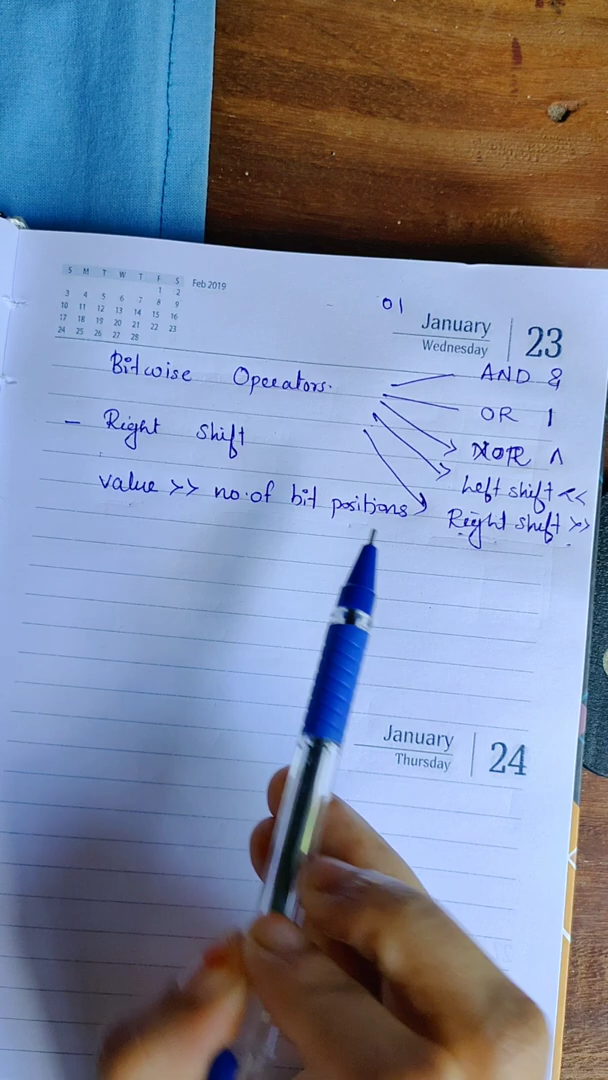 S M T W T F S Feb 2019
1 2
3 4 5 6 7 8 9
10 11 12 13 14 15 16
17 18 19 20 21 22 23
24 25 26 27 28
01
January 23
Wednesday
Bitwise Operators.
AND &
OR |
XOR ^
Left shift <<
Right shift >>
- Right shift
value >> no. of bit positions
January 24
Thursday